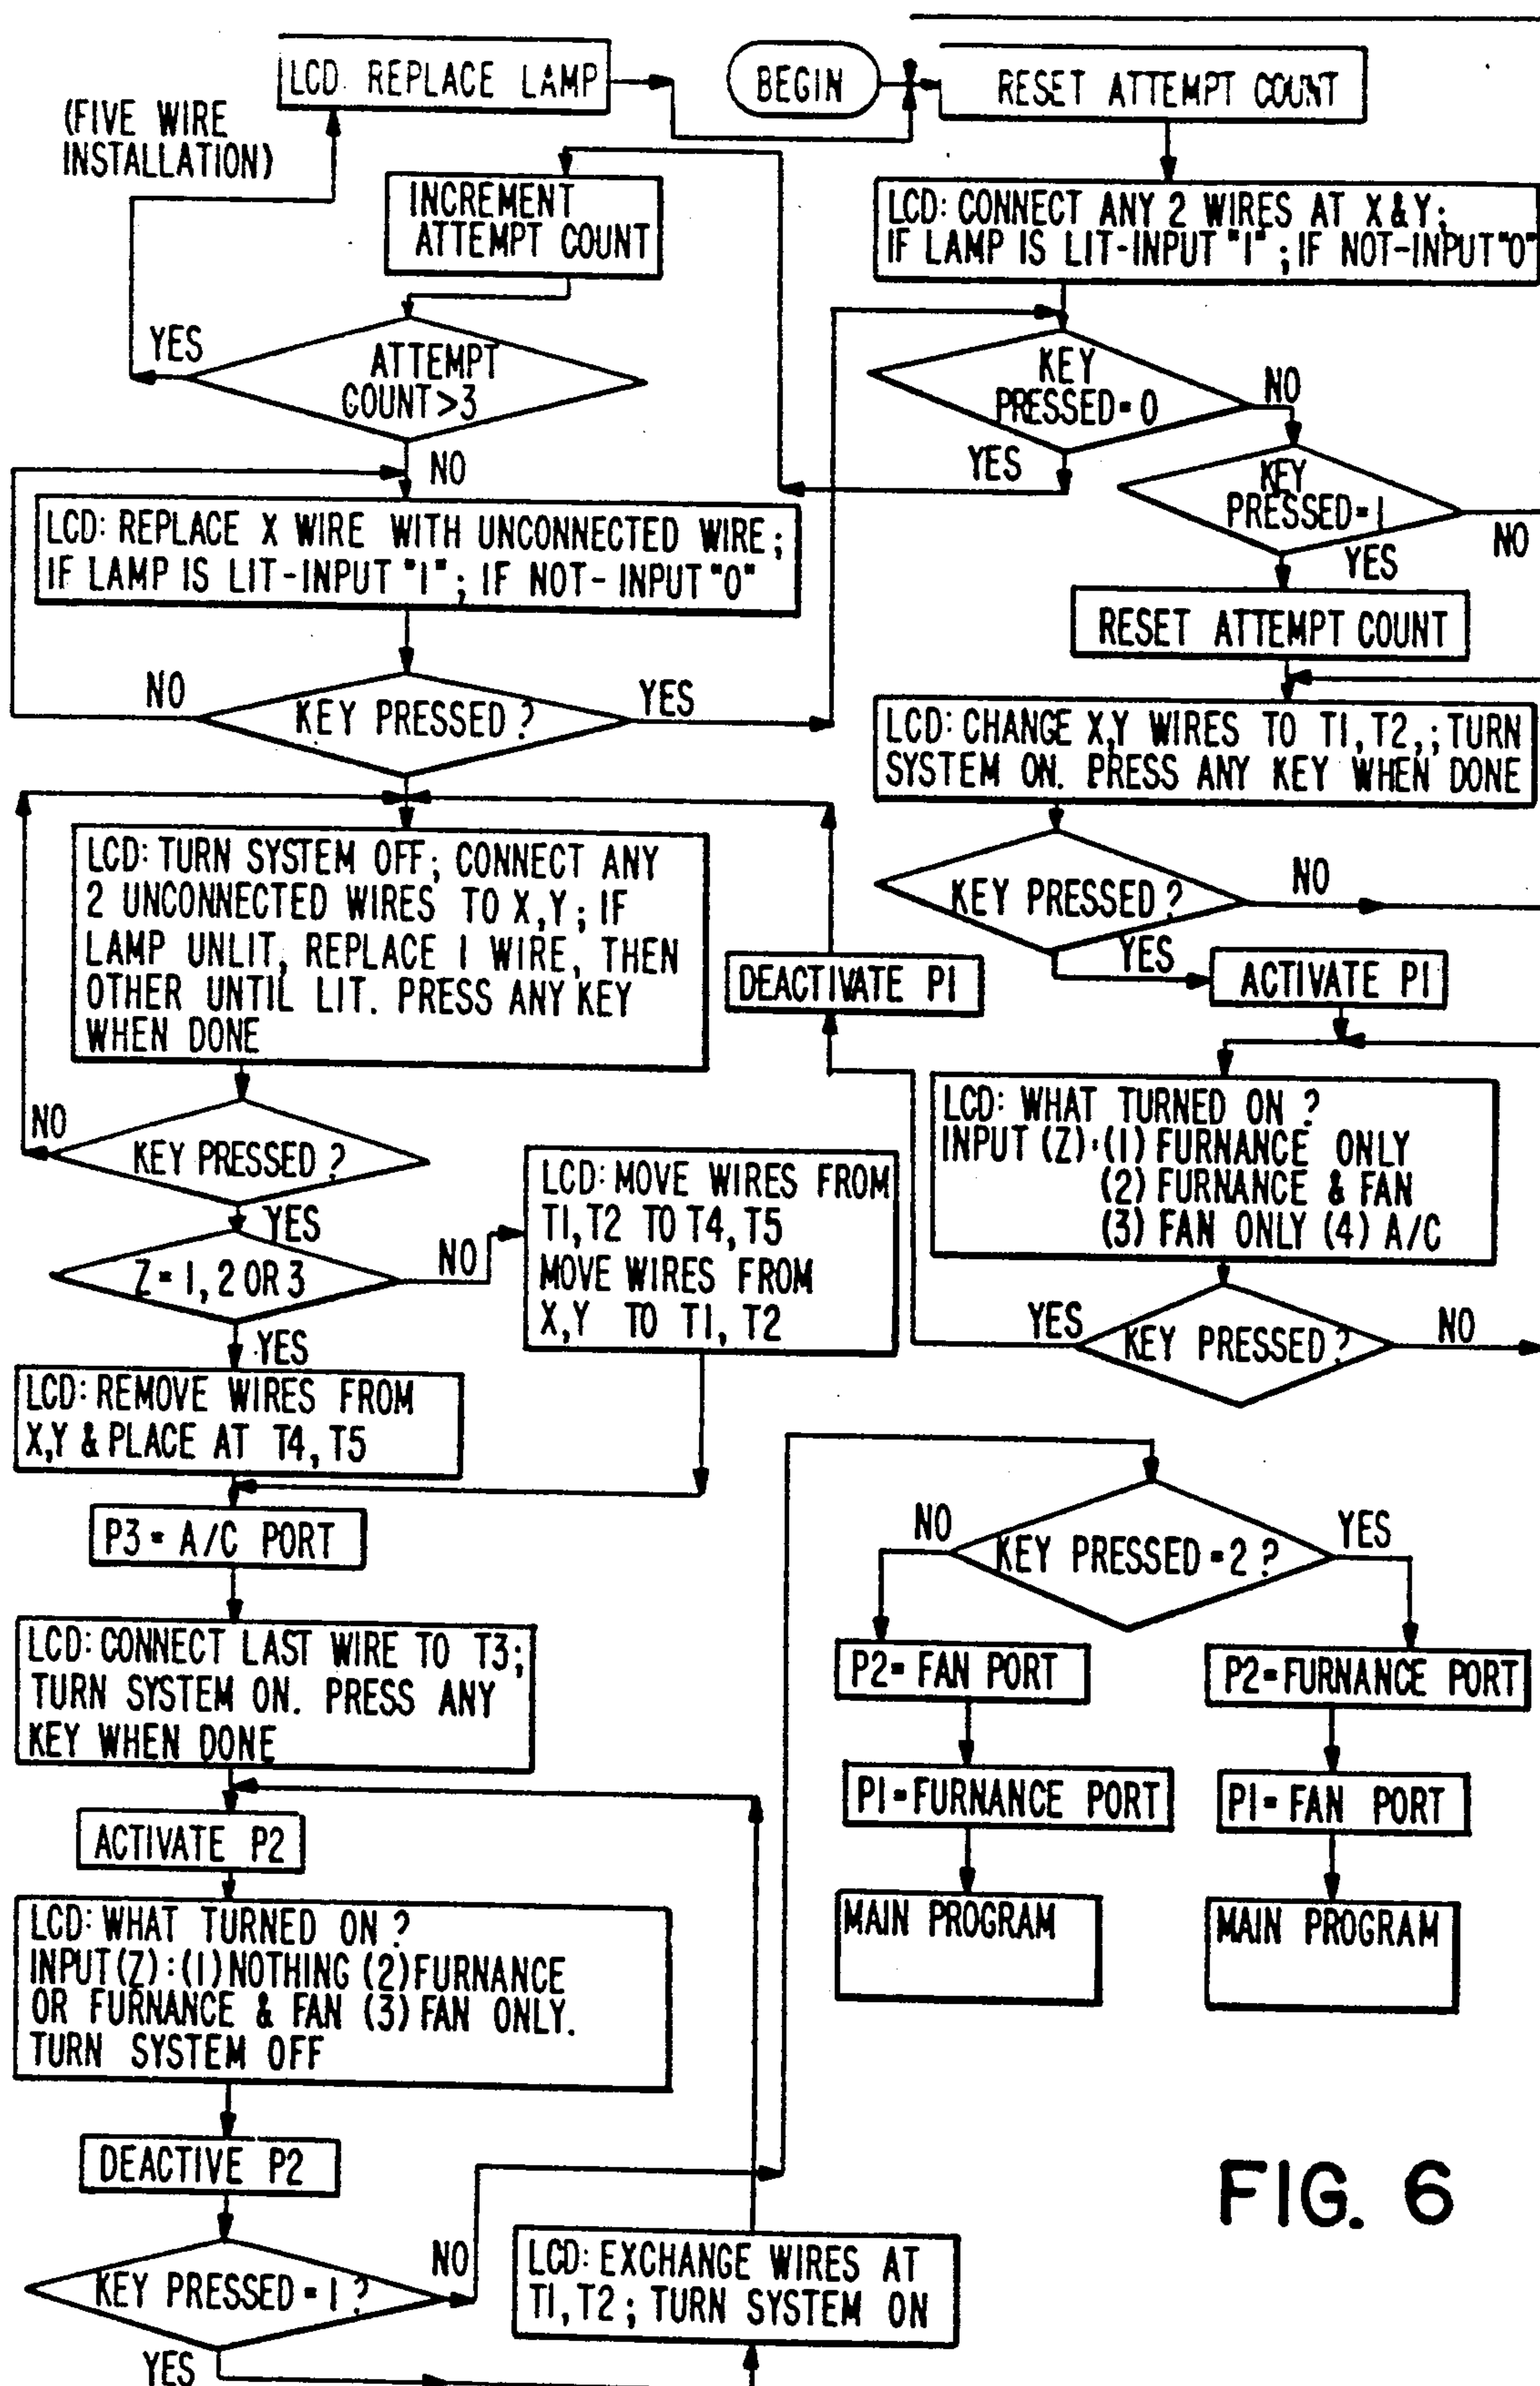 LCD: REPLACE LAMP
BEGIN
RESET ATTEMPT COUNT
(FIVE WIRE
INSTALLATION)
INCREMENT
ATTEMPT COUNT
LCD: CONNECT ANY 2 WIRES AT X & Y;
IF LAMP IS LIT-INPUT "1"; IF NOT-INPUT "0"
YES
ATTEMPT
COUNT >3
NO
KEY
PRESSED=0
NO
YES
KEY
PRESSED=1
NO
YES
LCD: REPLACE X WIRE WITH UNCONNECTED WIRE;
IF LAMP IS LIT-INPUT "1"; IF NOT- INPUT "0"
RESET ATTEMPT COUNT
NO
KEY PRESSED ?
YES
LCD: CHANGE X,Y WIRES TO T1, T2,; TURN
SYSTEM ON. PRESS ANY KEY WHEN DONE
LCD: TURN SYSTEM OFF; CONNECT ANY
2 UNCONNECTED WIRES TO X,Y; IF
LAMP UNLIT, REPLACE 1 WIRE, THEN
OTHER UNTIL LIT. PRESS ANY KEY
WHEN DONE
KEY PRESSED ?
NO
YES
DEACTIVATE P1
ACTIVATE P1
LCD: WHAT TURNED ON ?
INPUT (Z):(1) FURNANCE ONLY
(2) FURNANCE & FAN
(3) FAN ONLY (4) A/C
NO
KEY PRESSED ?
YES
LCD: MOVE WIRES FROM
T1, T2 TO T4, T5
MOVE WIRES FROM
X,Y TO T1, T2
Z = 1, 2 OR 3
NO
YES
YES
KEY PRESSED ?
NO
LCD: REMOVE WIRES FROM
X,Y & PLACE AT T4, T5
P3 = A/C PORT
NO
KEY PRESSED = 2 ?
YES
LCD: CONNECT LAST WIRE TO T3;
TURN SYSTEM ON. PRESS ANY
KEY WHEN DONE
P2= FAN PORT
P2=FURNANCE PORT
P1=FURNANCE PORT
P1= FAN PORT
ACTIVATE P2
MAIN PROGRAM
MAIN PROGRAM
LCD: WHAT TURNED ON ?
INPUT (Z):(1) NOTHING (2) FURNANCE
OR FURNANCE & FAN (3) FAN ONLY.
TURN SYSTEM OFF
DEACTIVE P2
FIG. 6
KEY PRESSED = 1 ?
NO
YES
LCD: EXCHANGE WIRES AT
T1, T2; TURN SYSTEM ON